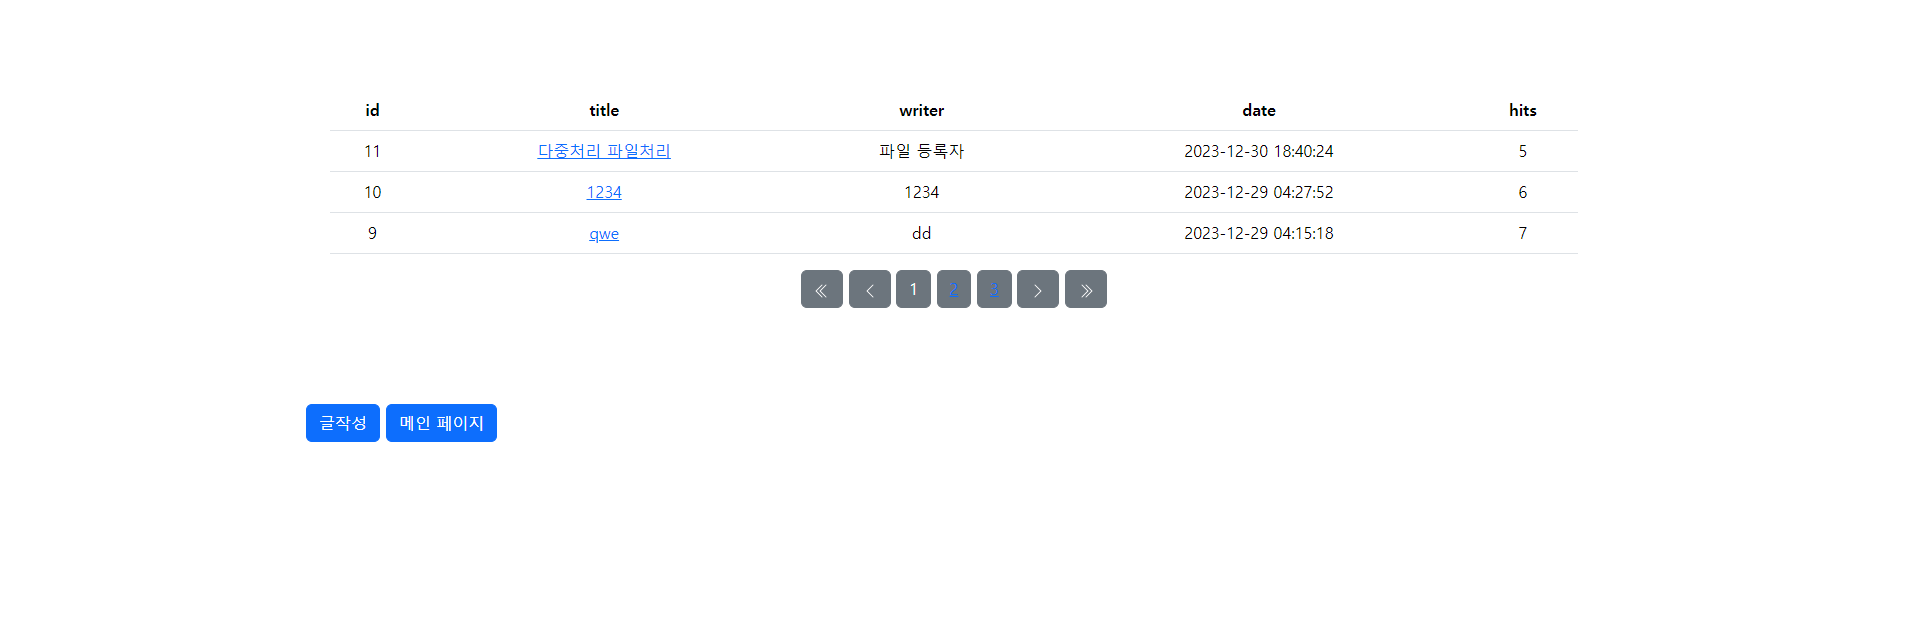 id title writer date hits
11 다중처리 파일처리 파일 등록자 2023-12-30 18:40:24 5
10 1234 1234 2023-12-29 04:27:52 6
9 qwe dd 2023-12-29 04:15:18 7
1 2 3
글작성 메인 페이지